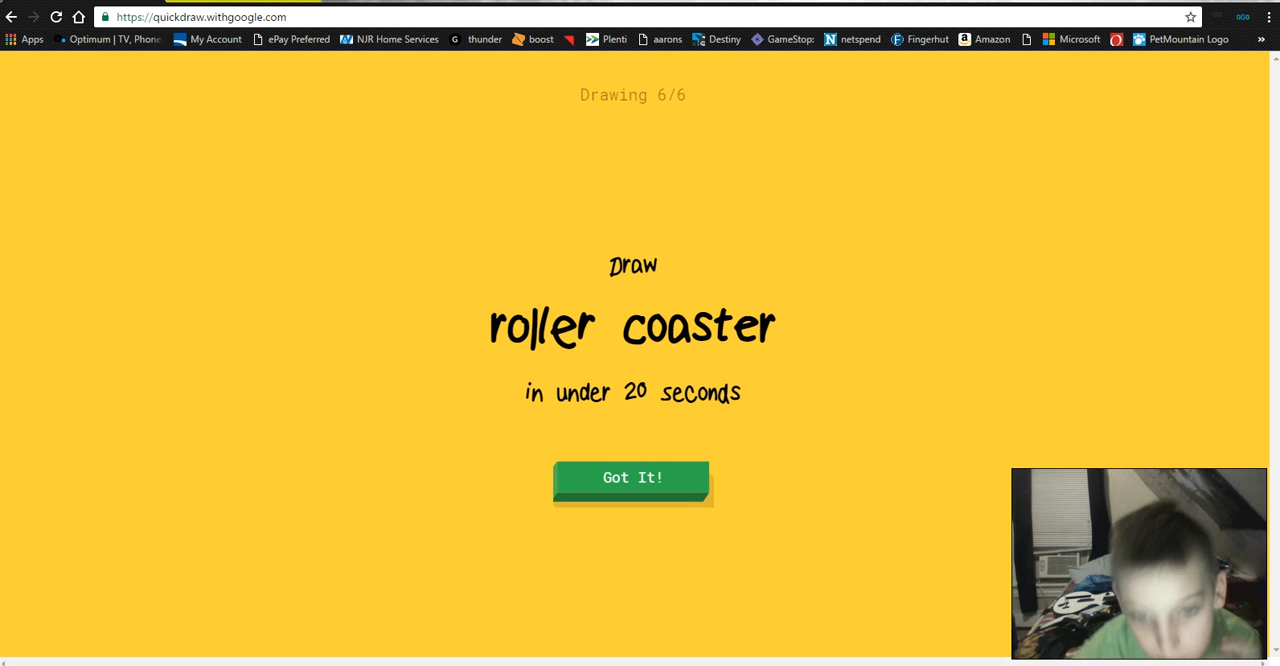 https://quickdraw.withgoogle.com
Apps Optimum | TV, Phone My Account ePay Preferred NJR Home Services thunder boost Plenti aarons Destiny GameStop: netspend Fingerhut Amazon Microsoft PetMountain Logo »
Drawing 6/6
Draw
roller coaster
in under 20 seconds
Got It!